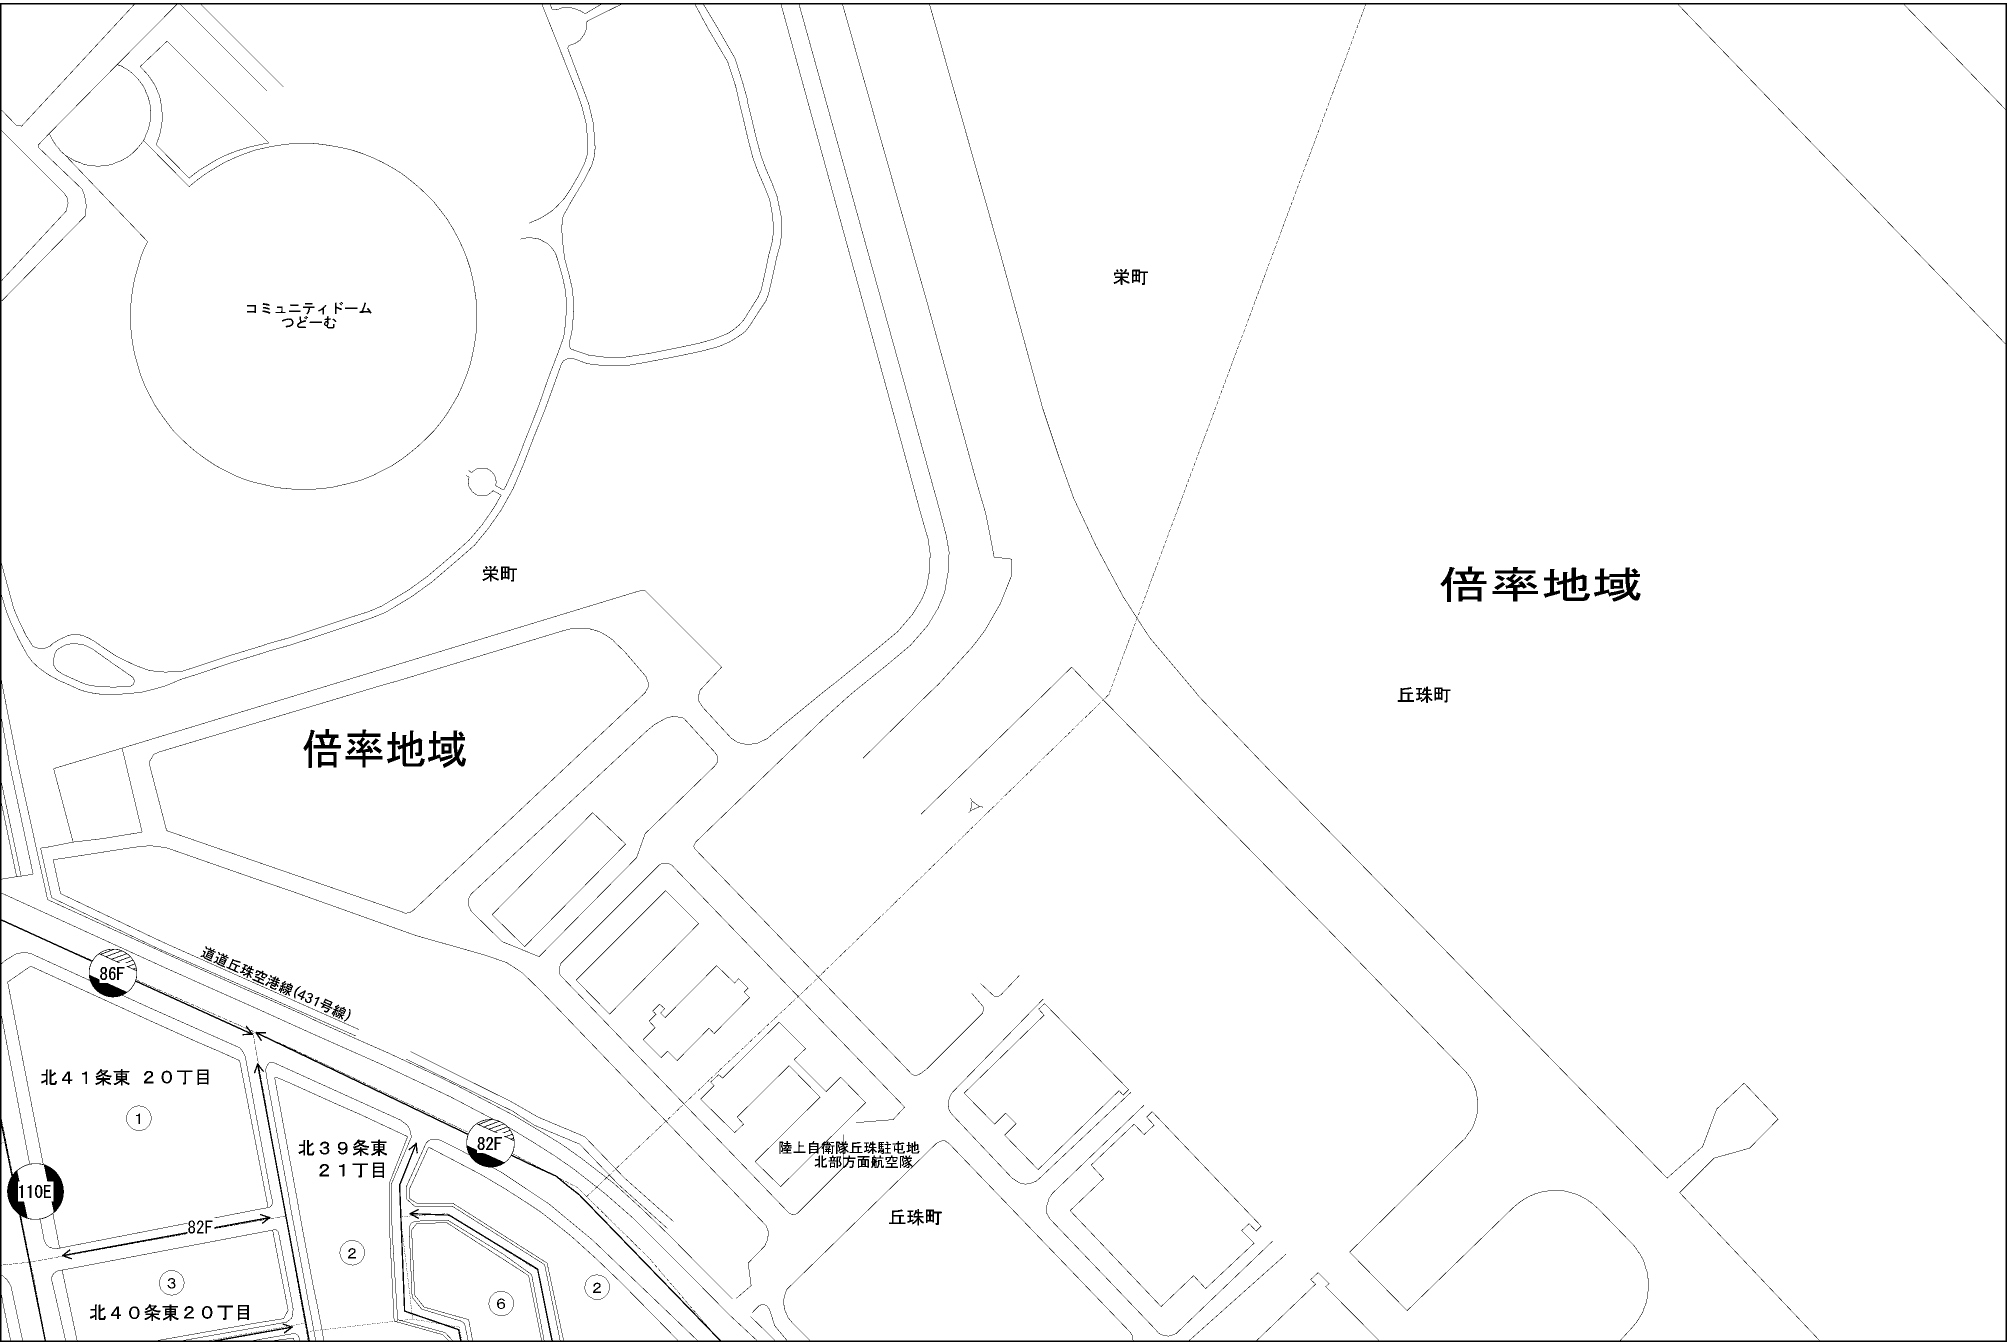 栄町
コミュニティドーム
つどーむ
栄町
倍率地域
丘珠町
倍率地域
道道丘珠空港線(431号線)
86F
北41条東 20丁目
1
82F
北39条東
21丁目
陸上自衛隊丘珠駐屯地
北部方面航空隊
110E
丘珠町
82F
2
3
2
6
北40条東20丁目